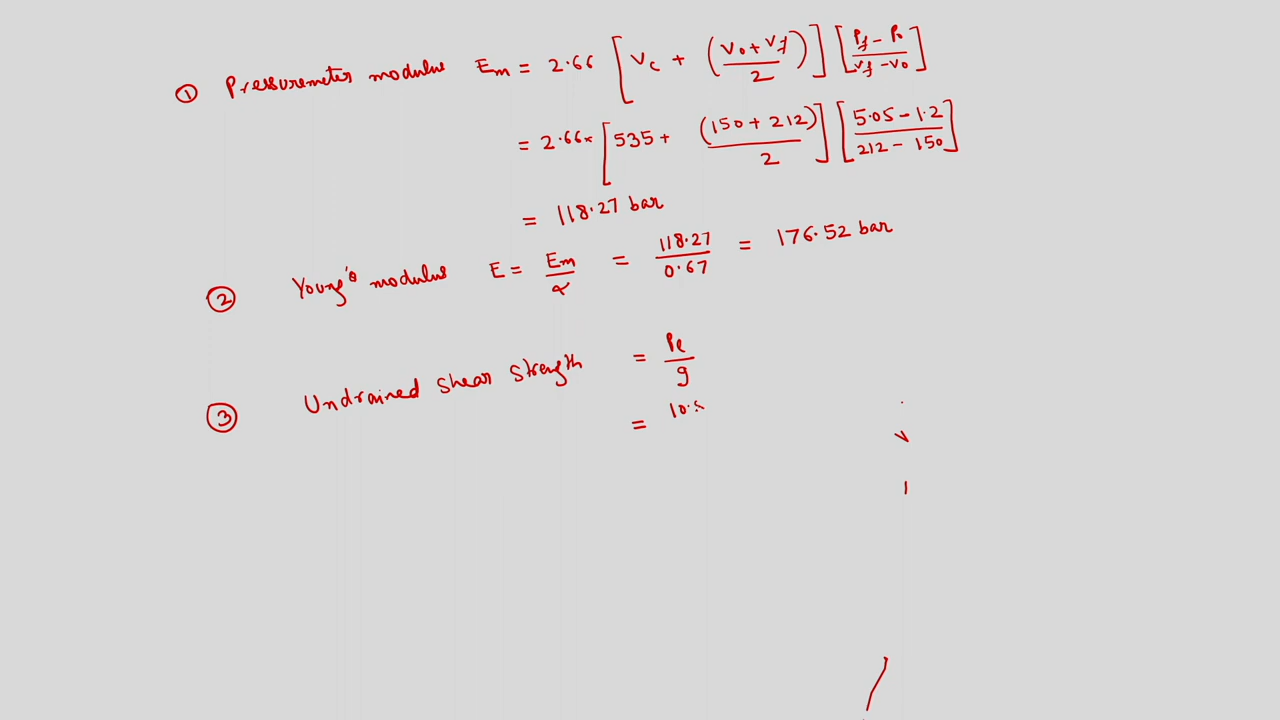 ① Pressuremeter modulus Em = 2.66 [Vc + (V0 + Vf / 2)] [Pf - P0 / Vf - V0]
= 2.66 × [535 + (150 + 212) / 2] [5.05 - 1.2 / 212 - 150]
= 118.27 bar
② Young's modulus E = Em / α = 118.27 / 0.67 = 176.52 bar
③ Undrained shear strength = Pl / 9
= 10.